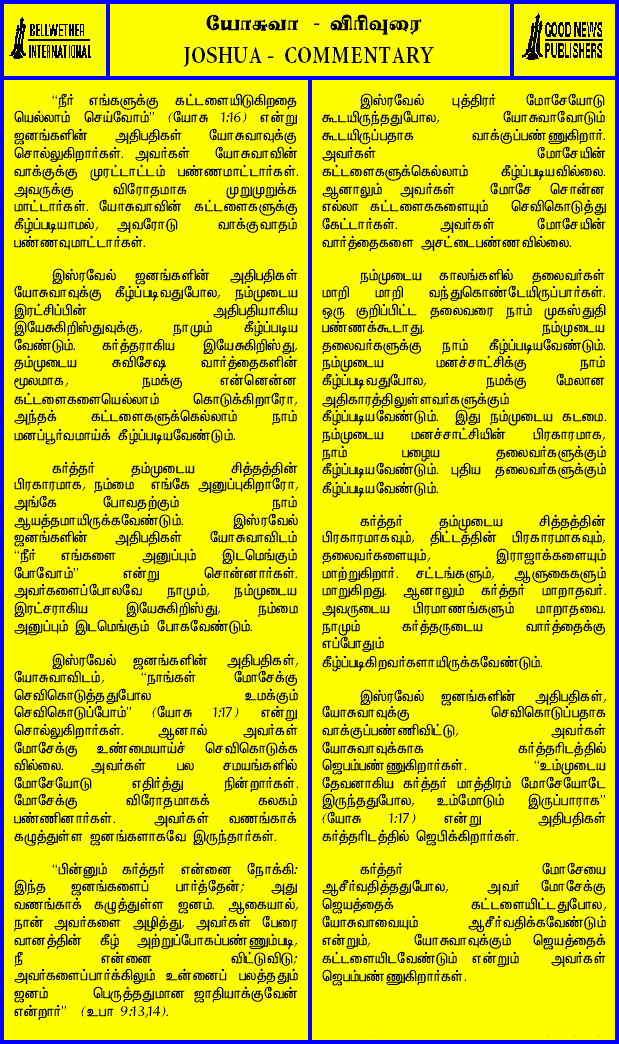 BELLWETHER
INTERNATIONAL
யோசுவா - விரிவுரை
JOSHUA - COMMENTARY
GOOD NEWS
PUBLISHERS
“நீர் எங்களுக்கு கட்டளையிடுகிறதை
யெல்லாம் செய்வோம்” (யோசு 1:16) என்று
ஜனங்களின் அதிபதிகள் யோசுவாவுக்கு
சொல்லுகிறார்கள். அவர்கள் யோசுவாவின்
வாக்குக்கு முரட்டாட்டம் பண்ணமாட்டார்கள்.
அவருக்கு விரோதமாக முறுமுறுக்க
மாட்டார்கள். யோசுவாவின் கட்டளைகளுக்கு
கீழ்ப்படியாமல், அவரோடு வாக்குவாதம்
பண்ணவுமாட்டார்கள்.
இஸ்ரவேல் ஜனங்களின் அதிபதிகள்
யோசுவாவுக்கு கீழ்ப்படிவதுபோல, நம்முடைய
இரட்சிப்பின் அதிபதியாகிய
இயேசுகிறிஸ்துவுக்கு, நாமும் கீழ்ப்படிய
வேண்டும். கர்த்தராகிய இயேசுகிறிஸ்து,
தம்முடைய சுவிசேஷ வார்த்தைகளின்
மூலமாக, நமக்கு என்னென்ன
கட்டளைகளையெல்லாம் கொடுக்கிறாரோ,
அந்தக் கட்டளைகளுக்கெல்லாம் நாம்
மனப்பூர்வமாய்க் கீழ்ப்படியவேண்டும்.
கர்த்தர் தம்முடைய சித்தத்தின்
பிரகாரமாக, நம்மை எங்கே அனுப்புகிறாரோ,
அங்கே போவதற்கும் நாம்
ஆயத்தமாயிருக்கவேண்டும். இஸ்ரவேல்
ஜனங்களின் அதிபதிகள் யோசுவாவிடம்
“நீர் எங்களை அனுப்பும் இடமெங்கும்
போவோம்” என்று சொன்னார்கள்.
அவர்களைப்போலவே நாமும், நம்முடைய
இரட்சராகிய இயேசுகிறிஸ்து, நம்மை
அனுப்பும் இடமெங்கும் போகவேண்டும்.
இஸ்ரவேல் ஜனங்களின் அதிபதிகள்,
யோசுவாவிடம், “நாங்கள் மோசேக்கு
செவிகொடுத்ததுபோல உமக்கும்
செவிகொடுப்போம்” (யோசு 1:17) என்று
சொல்லுகிறார்கள். ஆனால் அவர்கள்
மோசேக்கு உண்மையாய்ச் செவிகொடுக்க
வில்லை. அவர்கள் பல சமயங்களில்
மோசேயோடு எதிர்த்து நின்றார்கள்.
மோசேக்கு விரோதமாகக் கலகம்
பண்ணினார்கள். அவர்கள் வணங்காக்
கழுத்துள்ள ஜனங்களாகவே இருந்தார்கள்.
“பின்னும் கர்த்தர் என்னை நோக்கி:
இந்த ஜனங்களைப் பார்த்தேன்; அது
வணங்காக் கழுத்துள்ள ஜனம். ஆகையால்,
நான் அவர்களை அழித்து, அவர்கள் பேரை
வானத்தின் கீழ் அற்றுப்போகப்பண்ணும்படி,
நீ என்னை விட்டுவிடு;
அவர்களைப்பார்க்கிலும் உன்னைப் பலத்ததும்
ஜனம் பெருத்ததுமான ஜாதியாக்குவேன்
என்றார்” (உபா 9:13,14).
இஸ்ரவேல் புத்திரர் மோசேயோடு
கூடயிருந்ததுபோல, யோசுவாவோடும்
கூடயிருப்பதாக வாக்குப்பண்ணுகிறார்.
அவர்கள் மோசேயின்
கட்டளைகளுக்கெல்லாம் கீழ்ப்படியவில்லை.
ஆனாலும் அவர்கள் மோசே சொன்ன
எல்லா கட்டளைககளையும் செவிகொடுத்து
கேட்டார்கள். அவர்கள் மோசேயின்
வார்த்தைகளை அசட்டைபண்ணவில்லை.
நம்முடைய காலங்களில் தலைவர்கள்
மாறி மாறி வந்துகொண்டேயிருப்பார்கள்.
ஒரு குறிப்பிட்ட தலைவரை நாம் முகஸ்துதி
பண்ணக்கூடாது. நம்முடைய
தலைவர்களுக்கு நாம் கீழ்ப்படியவேண்டும்.
நம்முடைய மனச்சாட்சிக்கு நாம்
கீழ்ப்படிவதுபோல, நமக்கு மேலான
அதிகாரத்திலுள்ளவர்களுக்கும்
கீழ்ப்படியவேண்டும். இது நம்முடைய கடமை.
நம்முடைய மனச்சாட்சியின் பிரகாரமாக,
நாம் பழைய தலைவர்களுக்கும்
கீழ்ப்படியவேண்டும். புதிய தலைவர்களுக்கும்
கீழ்ப்படியவேண்டும்.
கர்த்தர் தம்முடைய சித்தத்தின்
பிரகாரமாகவும், திட்டத்தின் பிரகாரமாகவும்,
தலைவர்களையும், இராஜாக்களையும்
மாற்றுகிறார். சட்டங்களும், ஆளுகைகளும்
மாறுகிறது. ஆனாலும் கர்த்தர் மாறாதவர்.
அவருடைய பிரமாணங்களும் மாறாதவை.
நாமும் கர்த்தருடைய வார்த்தைக்கு
எப்போதும்
கீழ்ப்படிகிறவர்களாயிருக்கவேண்டும்.
இஸ்ரவேல் ஜனங்களின் அதிபதிகள்,
யோசுவாவுக்கு செவிகொடுப்பதாக
வாக்குப்பண்ணிவிட்டு, அவர்கள்
யோசுவாவுக்காக கர்த்தரிடத்தில்
ஜெபம்பண்ணுகிறார்கள். “உம்முடைய
தேவனாகிய கர்த்தர் மாத்திரம் மோசேயோடே
இருந்ததுபோல, உம்மோடும் இருப்பாராக”
(யோசு 1:17) என்று அதிபதிகள்
கர்த்தரிடத்தில் ஜெபிக்கிறார்கள்.
கர்த்தர் மோசேயை
ஆசீர்வதித்ததுபோல, அவர் மோசேக்கு
ஜெயத்தைக் கட்டளையிட்டதுபோல,
யோசுவாவையும் ஆசீர்வதிக்கவேண்டும்
என்றும், யோசுவாவுக்கும் ஜெயத்தைக்
கட்டளையிடவேண்டும் என்றும் அவர்கள்
ஜெபம்பண்ணுகிறார்கள்.